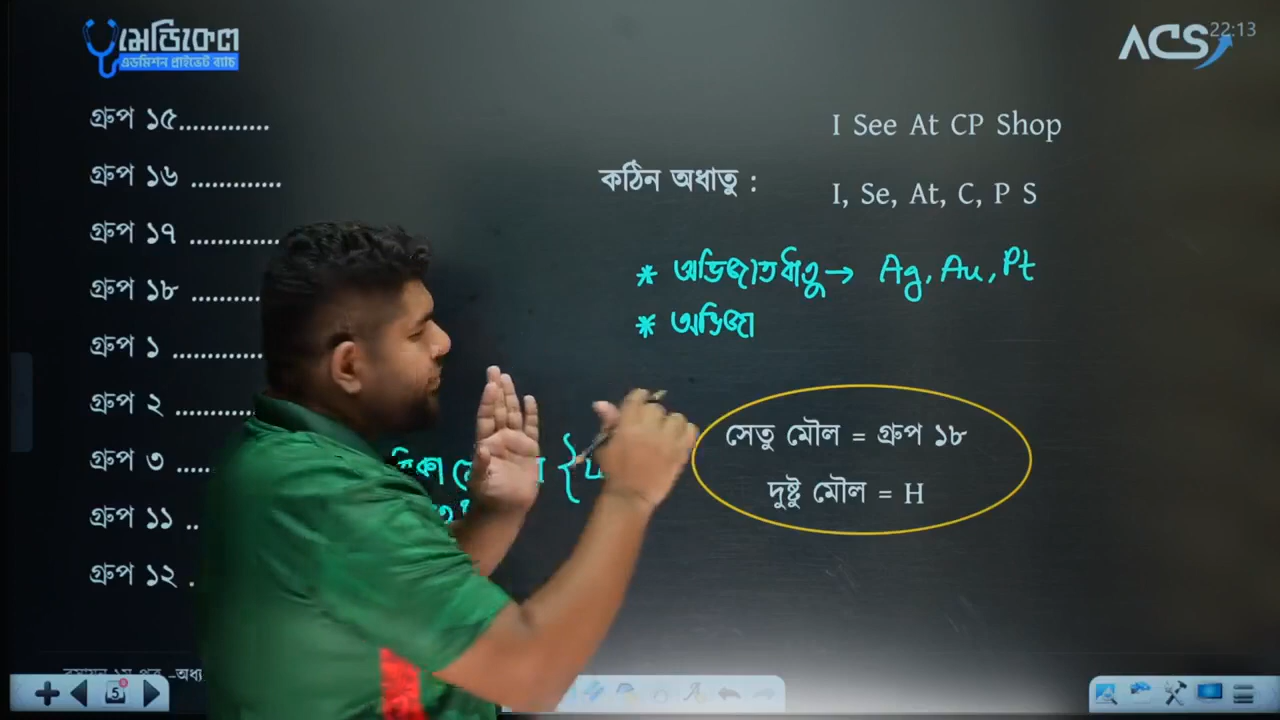 মেডিকেল
এডমিশন প্রাইভেট ব্যাচ
ACS
22:13
গ্রুপ ১৫.............
গ্রুপ ১৬ .............
গ্রুপ ১৭ .............
গ্রুপ ১৮ ..........
গ্রুপ ১ .............
গ্রুপ ২ ...........
গ্রুপ ৩ .....
গ্রুপ ১১ ..
গ্রুপ ১২ .
I See At CP Shop
কঠিন অধাতু :
I, Se, At, C, P S
* অভিজাত ধাতু → Ag, Au, Pt
* অভিজা
সেতু মৌল = গ্রুপ ১৮
দুষ্টু মৌল = H
5